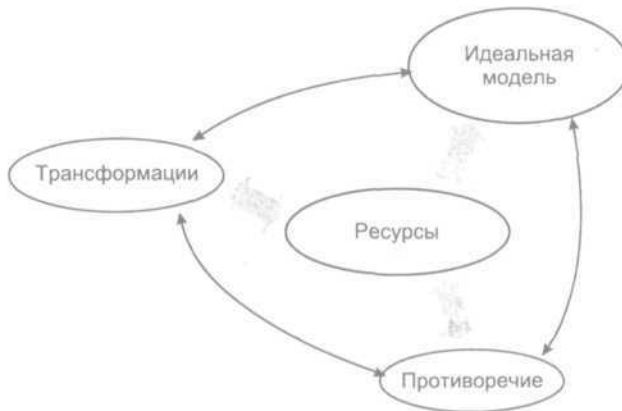 Идеальная
модель
Трансформации
Ресурсы
Противоречие